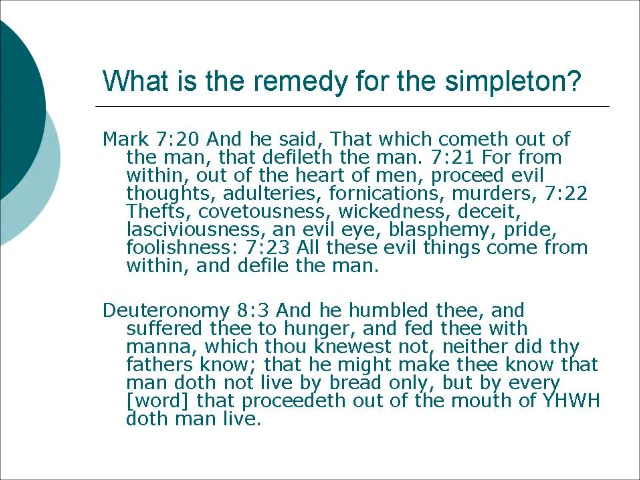 What is the remedy for the simpleton?
Mark 7:20 And he said, That which cometh out of
the man, that defileth the man. 7:21 For from
within, out of the heart of men, proceed evil
thoughts, adulteries, fornications, murders, 7:22
Thefts, covetousness, wickedness, deceit,
lasciviousness, an evil eye, blasphemy, pride,
foolishness: 7:23 All these evil things come from
within, and defile the man.
Deuteronomy 8:3 And he humbled thee, and
suffered thee to hunger, and fed thee with
manna, which thou knewest not, neither did thy
fathers know; that he might make thee know that
man doth not live by bread only, but by every
[word] that proceedeth out of the mouth of YHWH
doth man live.